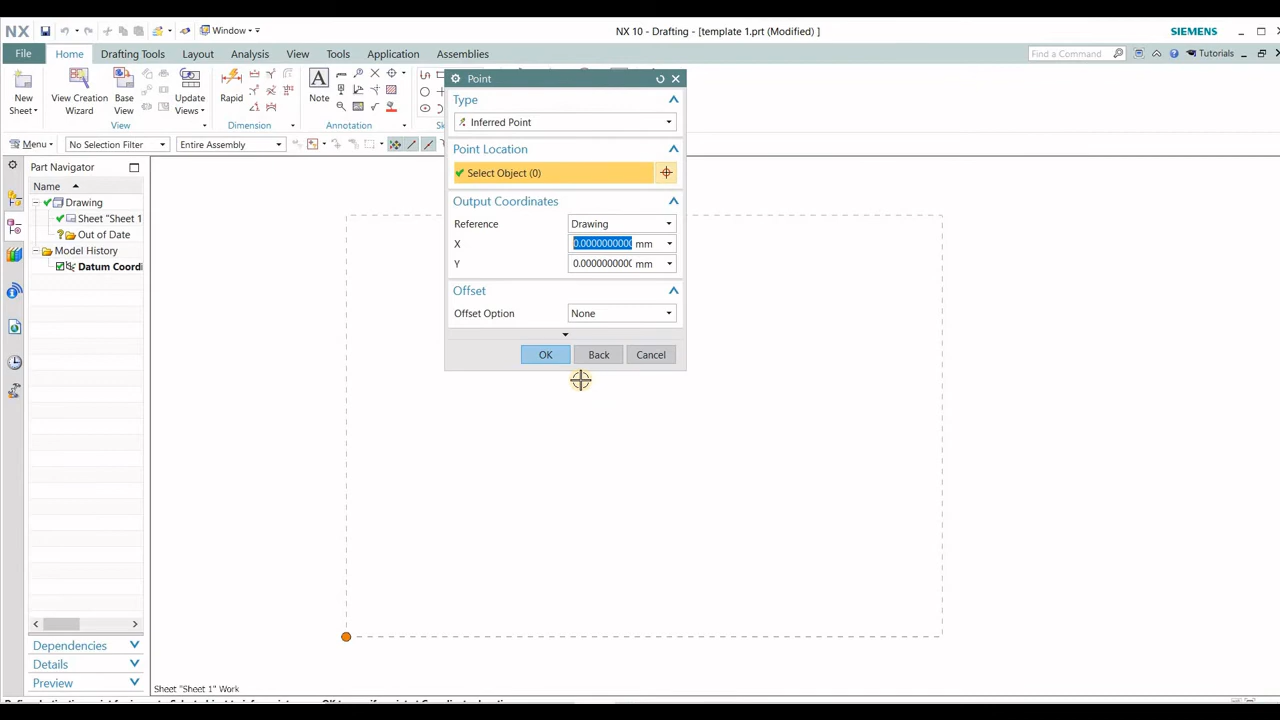 NX Window NX 10 - Drafting - [template 1.prt (Modified) ] SIEMENS
File Home Drafting Tools Layout Analysis View Tools Application Assemblies Find a Command Tutorials
New Sheet View Creation Wizard Base View Update Views Rapid Note
View Dimension Annotation
Menu No Selection Filter Entire Assembly
Part Navigator
Name
Drawing
Sheet "Sheet 1
Out of Date
Model History
Datum Coordi
Dependencies
Details
Preview
Point
Type
Inferred Point
Point Location
Select Object (0)
Output Coordinates
Reference Drawing
X 0.0000000000 mm
Y 0.0000000000 mm
Offset
Offset Option None
OK Back Cancel
Sheet "Sheet 1" Work